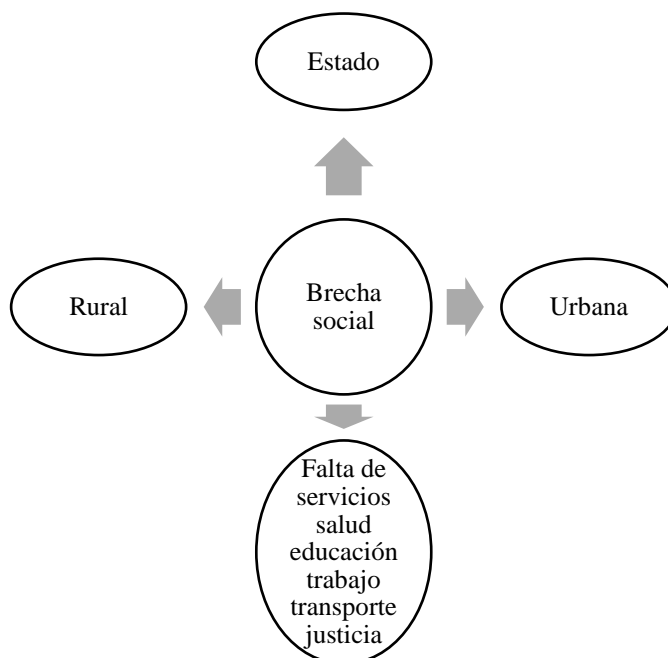 Estado
Rural
Brecha
social
Urbana
Falta de
servicios
salud
educación
trabajo
transporte
justicia